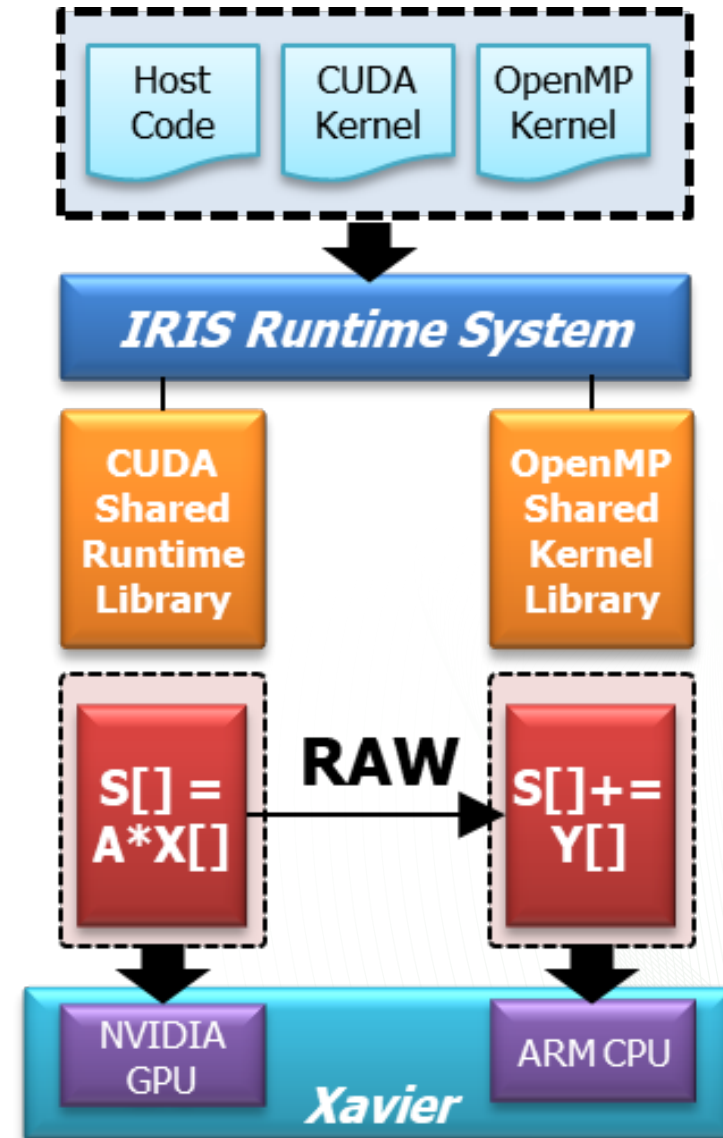 Host
Code
CUDA
Kernel
OpenMP
Kernel
IRIS Runtime System
CUDA
Shared
Runtime
Library
OpenMP
Shared
Kernel
Library
S[] =
A*X[]
RAW
S[]+=
Y[]
NVIDIA
GPU
ARM CPU
Xavier